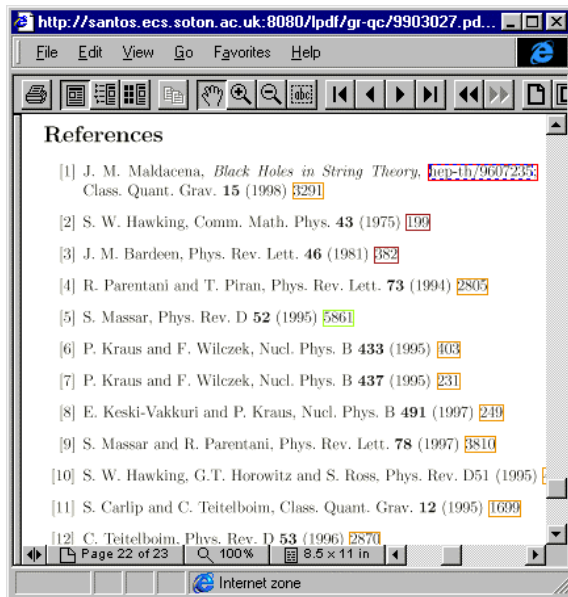 http://santos.ecs.soton.ac.uk:8080/lpdf/gr-qc/9903027.pd...
File Edit View Go Favorites Help
abc
References
[1] J. M. Maldacena, Black Holes in String Theory, hep-th/9607235;
Class. Quant. Grav. 15 (1998) 3291
[2] S. W. Hawking, Comm. Math. Phys. 43 (1975) 199
[3] J. M. Bardeen, Phys. Rev. Lett. 46 (1981) 382
[4] R. Parentani and T. Piran, Phys. Rev. Lett. 73 (1994) 2805
[5] S. Massar, Phys. Rev. D 52 (1995) 5861
[6] P. Kraus and F. Wilczek, Nucl. Phys. B 433 (1995) 403
[7] P. Kraus and F. Wilczek, Nucl. Phys. B 437 (1995) 231
[8] E. Keski-Vakkuri and P. Kraus, Nucl. Phys. B 491 (1997) 249
[9] S. Massar and R. Parentani, Phys. Rev. Lett. 78 (1997) 3810
[10] S. W. Hawking, G.T. Horowitz and S. Ross, Phys. Rev. D51 (1995)
[11] S. Carlip and C. Teitelboim, Class. Quant. Grav. 12 (1995) 1699
[12] C. Teitelboim, Phys. Rev. D 53 (1996) 2870
Page 22 of 23 100% 8.5 x 11 in
Internet zone